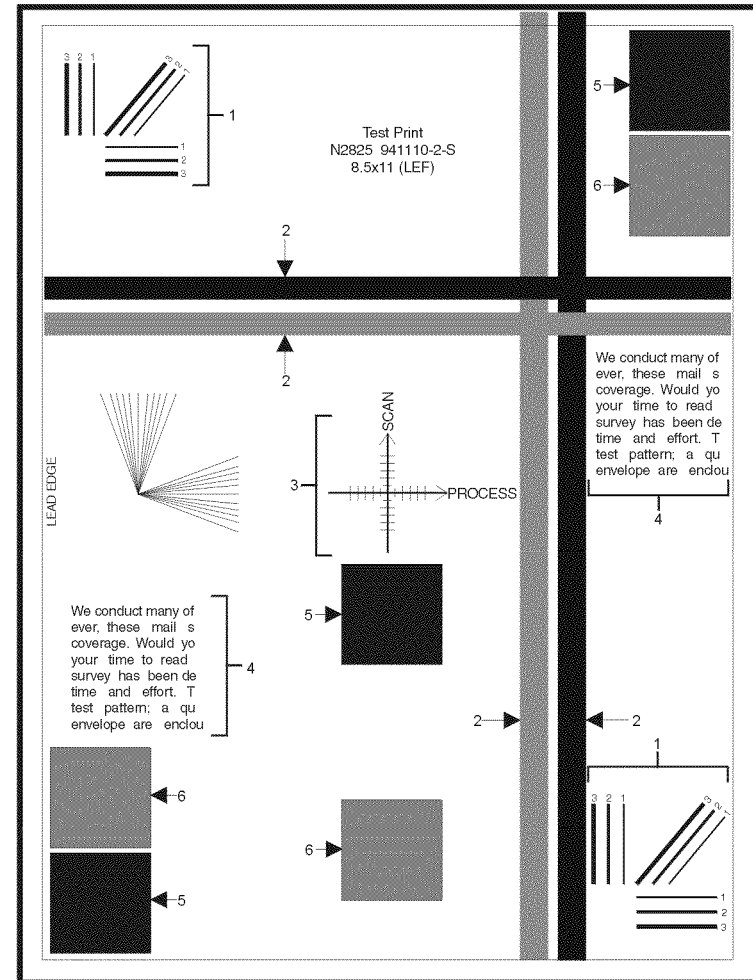 3 2 1
3
2
1
1
2
3
1
Test Print
N2825 941110-2-S
8.5x11 (LEF)
5
6
2
2
We conduct many of
ever, these mail s
coverage. Would yo
your time to read
survey has been de
time and effort. T
test pattern; a qu
envelope are enclou
4
LEAD EDGE
SCAN
3
PROCESS
5
We conduct many of
ever, these mail s
coverage. Would yo
your time to read
survey has been de
time and effort. T
test pattern; a qu
envelope are enclou
4
2
2
1
3 2 1
3
2
1
1
2
3
6
6
5